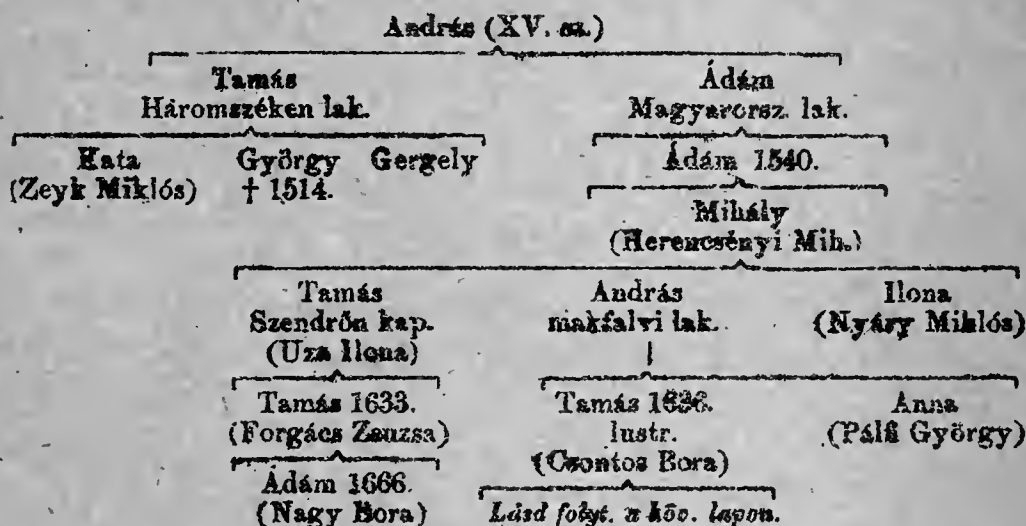 András (XV. sz.)
Tamás Ádám
Háromszéken lak. Magyarorsz. lak.
Kata György Gergely Ádám 1540.
(Zeyk Miklós) † 1514.
Mihály
(Herencsényi Mih.)
Tamás András Ilona
Szendrőn kap. makfalvi lak. (Nyáry Miklós)
(Uza Ilona)
Tamás 1633. Tamás Anna
(Forgács Zsuzsa) lustr. (Pálfi György)
(Csontos Bora)
Ádám 1666.
(Nagy Bora) Lásd folyt. a köv. lapon.